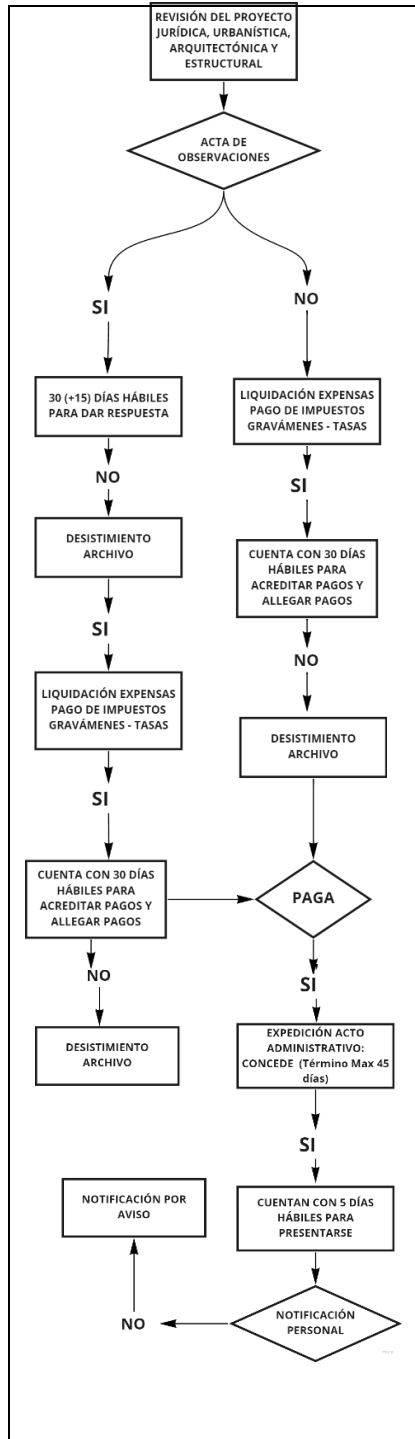 REVISIÓN DEL PROYECTO
JURÍDICA, URBANÍSTICA,
ARQUITECTÓNICA Y
ESTRUCTURAL
ACTA DE
OBSERVACIONES
SI
30 (+15) DÍAS HÁBILES
PARA DAR RESPUESTA
NO
DESISTIMIENTO
ARCHIVO
SI
LIQUIDACIÓN EXPENSAS
PAGO DE IMPUESTOS
GRAVÁMENES - TASAS
SI
CUENTA CON 30 DÍAS
HÁBILES PARA
ACREDITAR PAGOS Y
ALLEGAR PAGOS
NO
DESISTIMIENTO
ARCHIVO
NO
LIQUIDACIÓN EXPENSAS
PAGO DE IMPUESTOS
GRAVÁMENES - TASAS
SI
CUENTA CON 30 DÍAS
HÁBILES PARA
ACREDITAR PAGOS Y
ALLEGAR PAGOS
NO
DESISTIMIENTO
ARCHIVO
PAGA
SI
EXPEDICIÓN ACTO
ADMINISTRATIVO:
CONCEDE (Término Max 45
días)
SI
CUENTAN CON 5 DÍAS
HÁBILES PARA
PRESENTARSE
NOTIFICACIÓN
PERSONAL
NO
NOTIFICACIÓN POR
AVISO